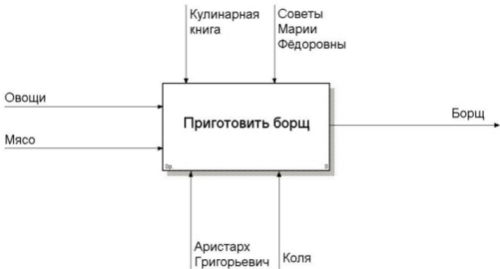 Кулинарная
книга
Советы
Марии
Фёдоровны
Овощи
Мясо
Приготовить борщ
Борщ
Аристарх
Григорьевич
Коля